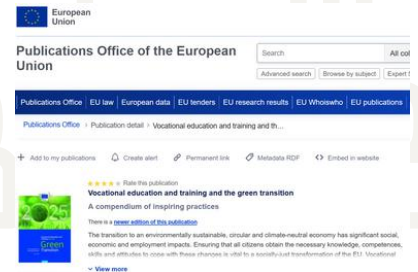 European
Union
Publications Office of the European
Union
Search
All col
Advanced search
Browse by subject
Expert
Publications Office
EU law
European data
EU tenders
EU research results
EU Whoiswho
EU publications
Publications Office > Publication detail > Vocational education and training and th...
Add to my publications
Create alert
Permanent link
Metadata RDF
Embed in website
Rate this publication
Vocational education and training and the green transition
A compendium of inspiring practices
There is a newer edition of this publication
The transition to an environmentally sustainable, circular and climate-neutral economy has significant social,
economic and employment impacts. Ensuring that all citizens obtain the necessary knowledge, competences,
skills and attitudes to cope with these changes is vital to a socially-just transformation of the EU. Vocational
View more
Green